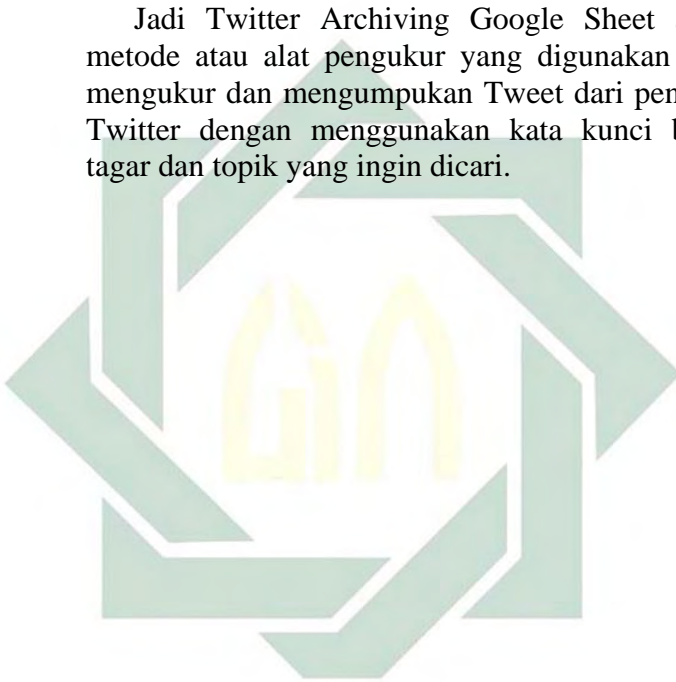 Jadi Twitter Archiving Google Sheet
metode atau alat pengukur yang digunakan
mengukur dan mengumpukan Tweet dari pen
Twitter dengan menggunakan kata kunci b
tagar dan topik yang ingin dicari.